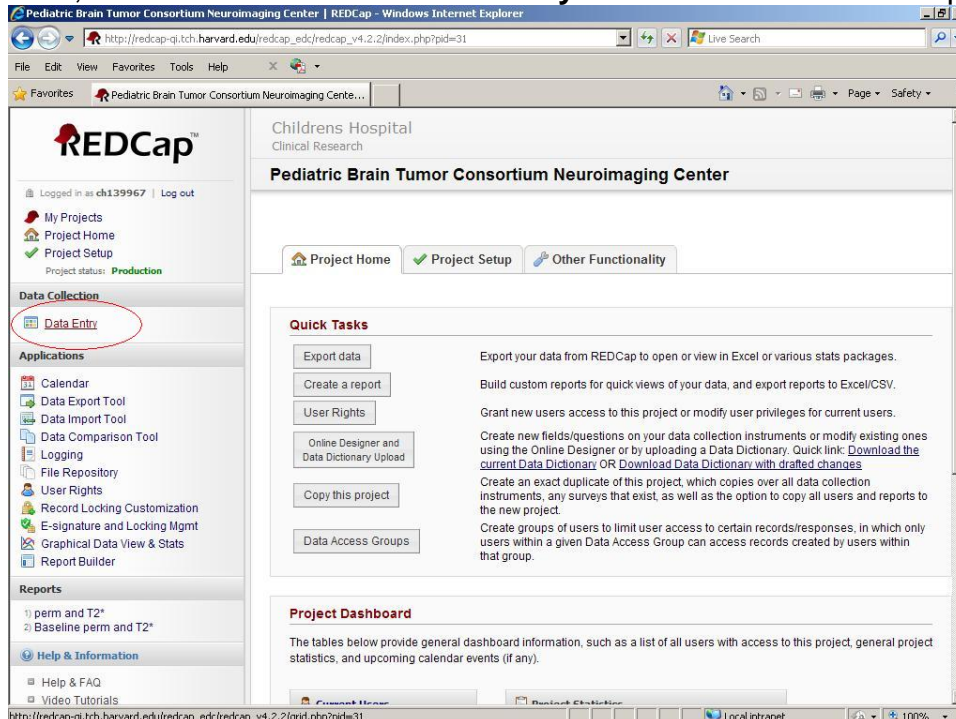 Pediatric Brain Tumor Consortium Neuroimaging Center | REDCap - Windows Internet Explorer
http://redcap-qi.tch.harvard.edu/redcap_edc/redcap_v4.2.2/index.php?pid=31
Live Search
File Edit View Favorites Tools Help
Favorites
Pediatric Brain Tumor Consortium Neuroimaging Cente...
Page
Safety
REDCap™
Logged in as ch139967 | Log out
My Projects
Project Home
Project Setup
Project status: Production
Data Collection
Data Entry
Applications
Calendar
Data Export Tool
Data Import Tool
Data Comparison Tool
Logging
File Repository
User Rights
Record Locking Customization
E-signature and Locking Mgmt
Graphical Data View & Stats
Report Builder
Reports
1) perm and T2*
2) Baseline perm and T2*
Help & Information
Help & FAQ
Video Tutorials
Childrens Hospital
Clinical Research
Pediatric Brain Tumor Consortium Neuroimaging Center
Project Home
Project Setup
Other Functionality
Quick Tasks
Export data
Export your data from REDCap to open or view in Excel or various stats packages.
Create a report
Build custom reports for quick views of your data, and export reports to Excel/CSV.
User Rights
Grant new users access to this project or modify user privileges for current users.
Online Designer and
Data Dictionary Upload
Create new fields/questions on your data collection instruments or modify existing ones
using the Online Designer or by uploading a Data Dictionary. Quick link: Download the
current Data Dictionary OR Download Data Dictionary with drafted changes
Copy this project
Create an exact duplicate of this project, which copies over all data collection
instruments, any surveys that exist, as well as the option to copy all users and reports to
the new project.
Data Access Groups
Create groups of users to limit user access to certain records/responses, in which only
users within a given Data Access Group can access records created by users within
that group.
Project Dashboard
The tables below provide general dashboard information, such as a list of all users with access to this project, general project
statistics, and upcoming calendar events (if any).
Current Users
Project Statistics
http://redcap-qi.tch.harvard.edu/redcap_edc/redcap_v4.2.2/grid.php?pid=31
Local intranet
100%